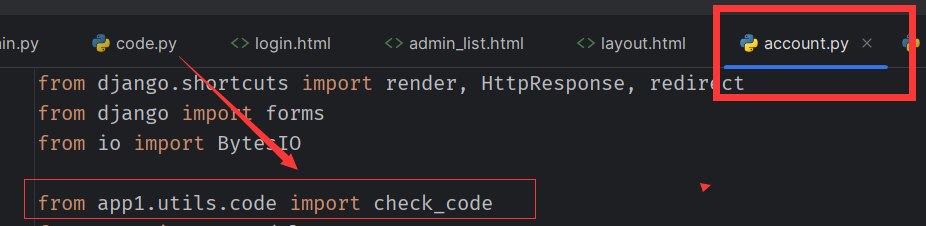 in.py code.py <> login.html <> admin_list.html <> layout.html account.py ×
from django.shortcuts import render, HttpResponse, redirect
from django import forms
from io import BytesIO
from app1.utils.code import check_code